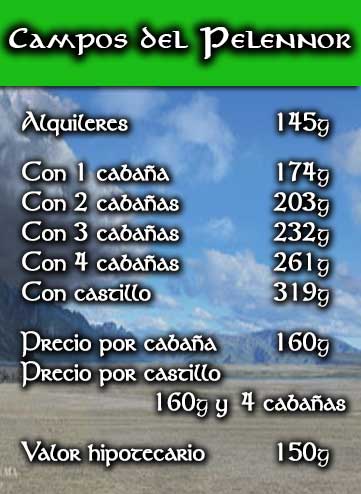 Campos del Pelennor
Alquileres 145g
Con 1 cabaña 174g
Con 2 cabañas 203g
Con 3 cabañas 232g
Con 4 cabañas 261g
Con castillo 319g
Precio por cabaña 160g
Precio por castillo
160g y 4 cabañas
Valor hipotecario 150g